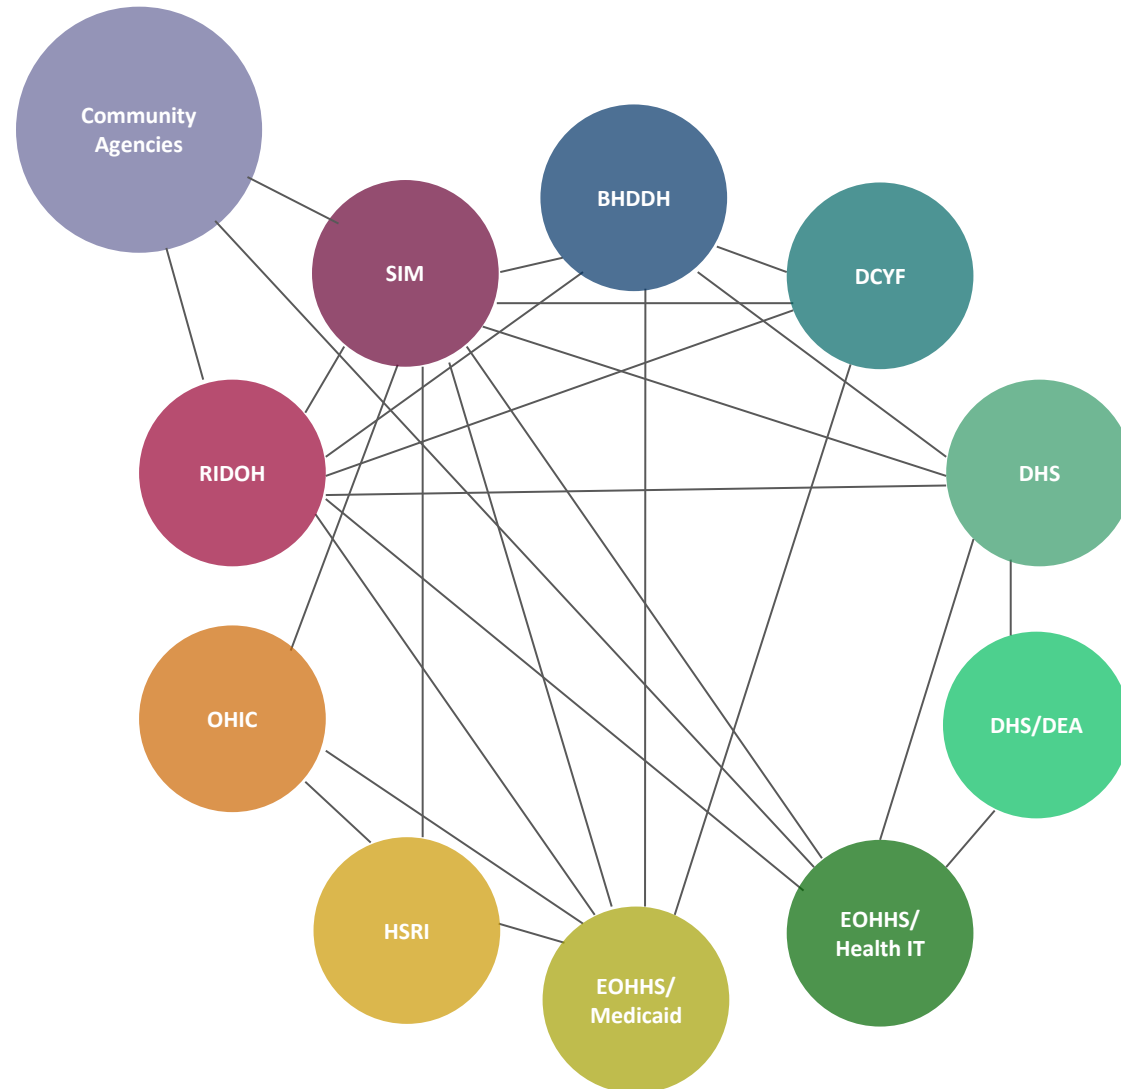 Community
Agencies
BHDDH
SIM
DCYF
RIDOH
DHS
OHIC
DHS/DEA
HSRI
EOHHS/
Health IT
EOHHS/
Medicaid